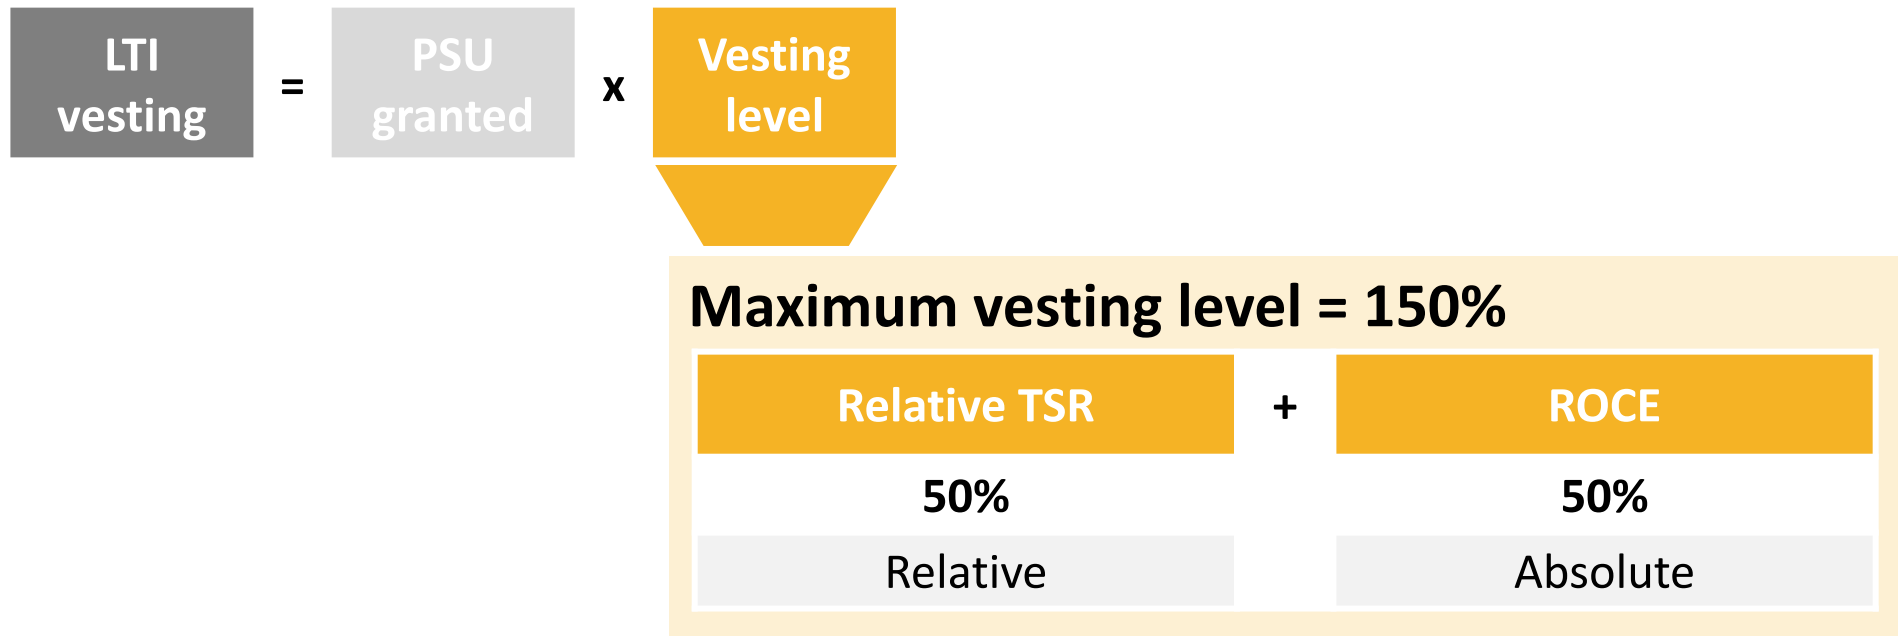 LTI
vesting
=
PSU
granted
x
Vesting
level
Maximum vesting level = 150%
Relative TSR
+
ROCE
50%
50%
Relative
Absolute